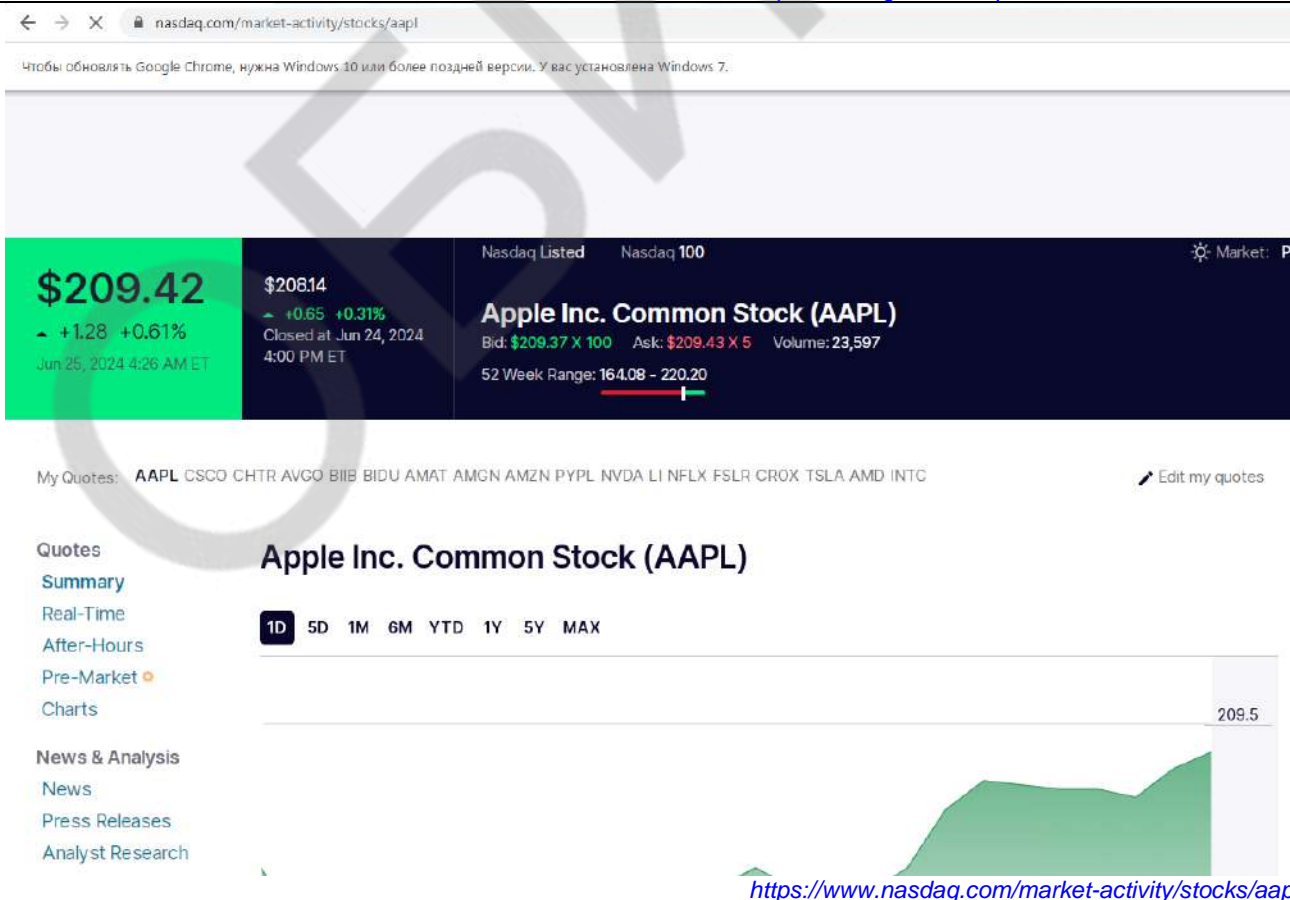 nasdaq.com/market-activity/stocks/aapl
Чтобы обновлять Google Chrome, нужна Windows 10 или более поздней версии. У вас установлена Windows 7.
Nasdaq Listed Nasdaq 100 Market: P
$209.42 $208.14
+1.28 +0.61% +0.65 +0.31% Apple Inc. Common Stock (AAPL)
Jun 25, 2024 4:26 AM ET Closed at Jun 24, 2024 Bid: $209.37 X 100 Ask: $209.43 X 5 Volume: 23,597
4:00 PM ET 52 Week Range: 164.08 - 220.20
My Quotes: AAPL CSCO CHTR AVGO BIIB BIDU AMAT AMGN AMZN PYPL NVDA LI NFLX FSLR CROX TSLA AMD INTC Edit my quotes
Quotes
Summary
Real-Time
After-Hours
Pre-Market
Charts
News & Analysis
News
Press Releases
Analyst Research
Apple Inc. Common Stock (AAPL)
1D 5D 1M 6M YTD 1Y 5Y MAX
209.5
https://www.nasdaq.com/market-activity/stocks/aap